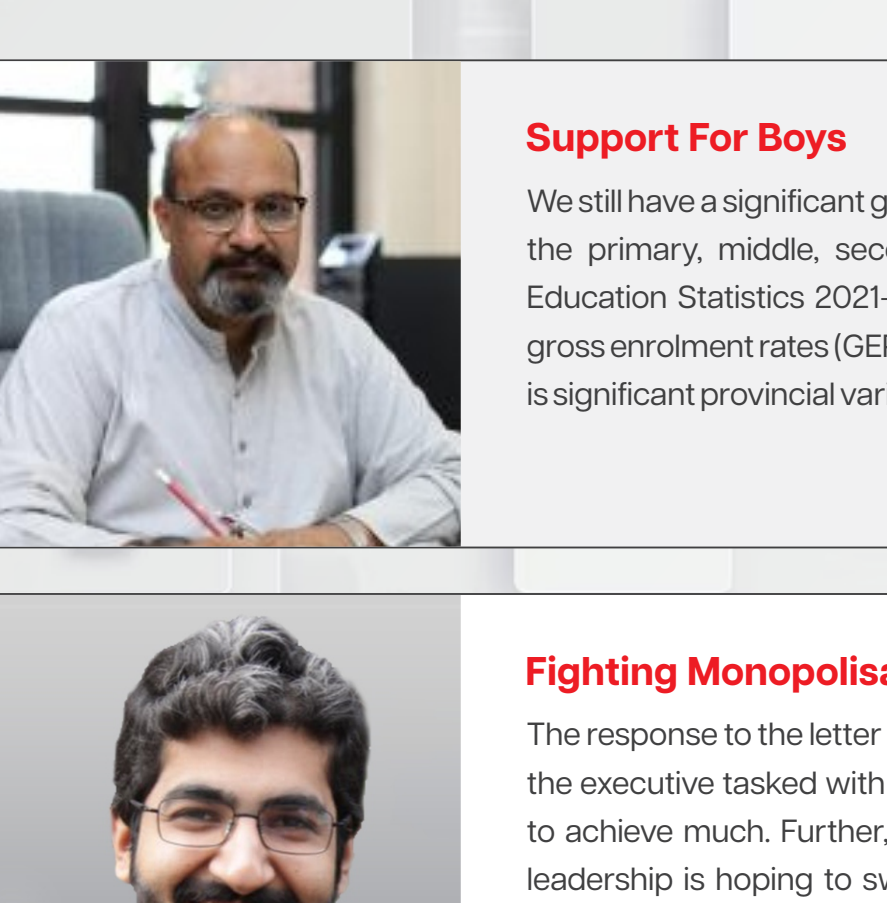 Support For Boys
We still have a significant
the primary, middle,
Education Statistics 2021-
gross enrolment rates
is significant provincial
Fighting
The response to the letter
the executive tasked with
to achieve much. Further,
leadership is hoping to